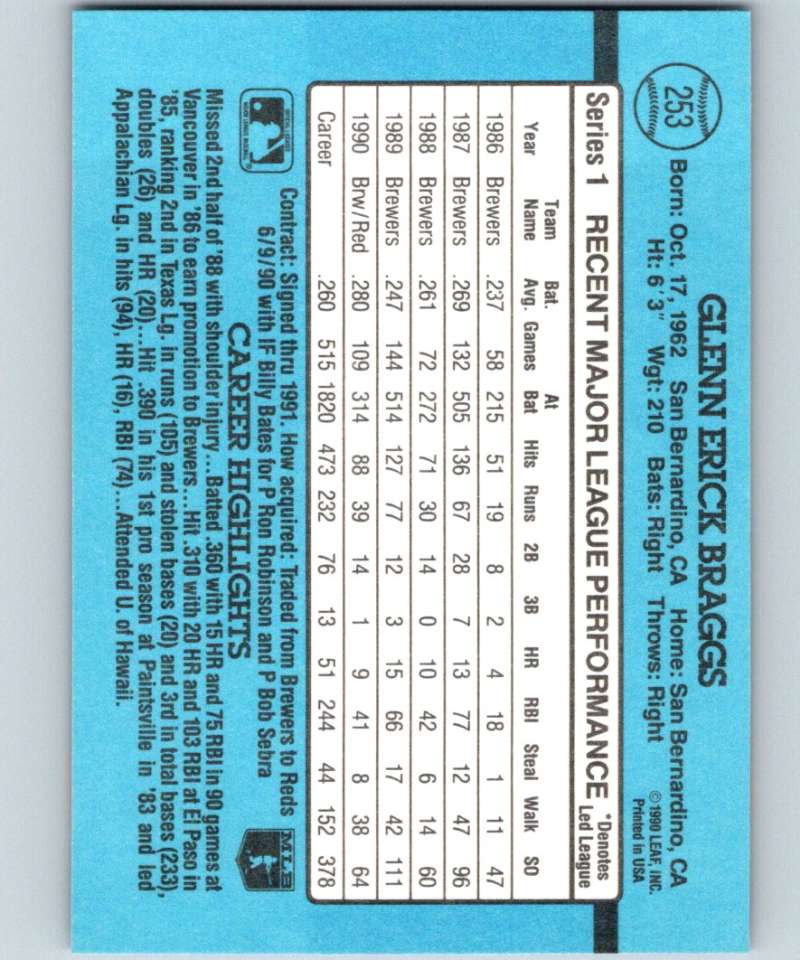 253
GLENN ERICK BRAGGS
Born: Oct. 17, 1962 San Bernardino, CA Home: San Bernardino, CA
Ht: 6'3" Wgt: 210 Bats: Right Throws: Right
© 1990 LEAF, INC.
Printed in USA
Series 1 RECENT MAJOR LEAGUE PERFORMANCE *Denotes Led League
Year Team Name Bat. Avg. Games At Bat Hits Runs 2B 3B HR RBI Steal Walk SO
1986 Brewers .237 58 215 51 19 8 2 4 18 1 11 47
1987 Brewers .269 132 505 136 67 28 7 13 77 12 47 96
1988 Brewers .261 72 272 71 30 14 0 10 42 6 14 60
1989 Brewers .247 144 514 127 77 12 3 15 66 17 42 111
1990 Brw/Red .280 109 314 88 39 14 1 9 41 8 38 64
Career .260 515 1820 473 232 76 13 51 244 44 152 378
Contract: Signed thru 1991. How acquired: Traded from Brewers to Reds
6/9/90 with IF Billy Bates for P Ron Robinson and P Bob Sebra
MLB
CAREER HIGHLIGHTS
Missed 2nd half of '88 with shoulder injury... Batted .360 with 15 HR and 75 RBI in 90 games at
Vancouver in '86 to earn promotion to Brewers... Hit .310 with 20 HR and 103 RBI at El Paso in
'85, ranking 2nd in Texas Lg. in runs (105) and stolen bases (20) and 3rd in total bases (233),
doubles (26) and HR (20)...Hit .390 in his 1st pro season at Paintsville in '83 and led
Appalachian Lg. in hits (94), HR (16), RBI (74)...Attended U. of Hawaii.